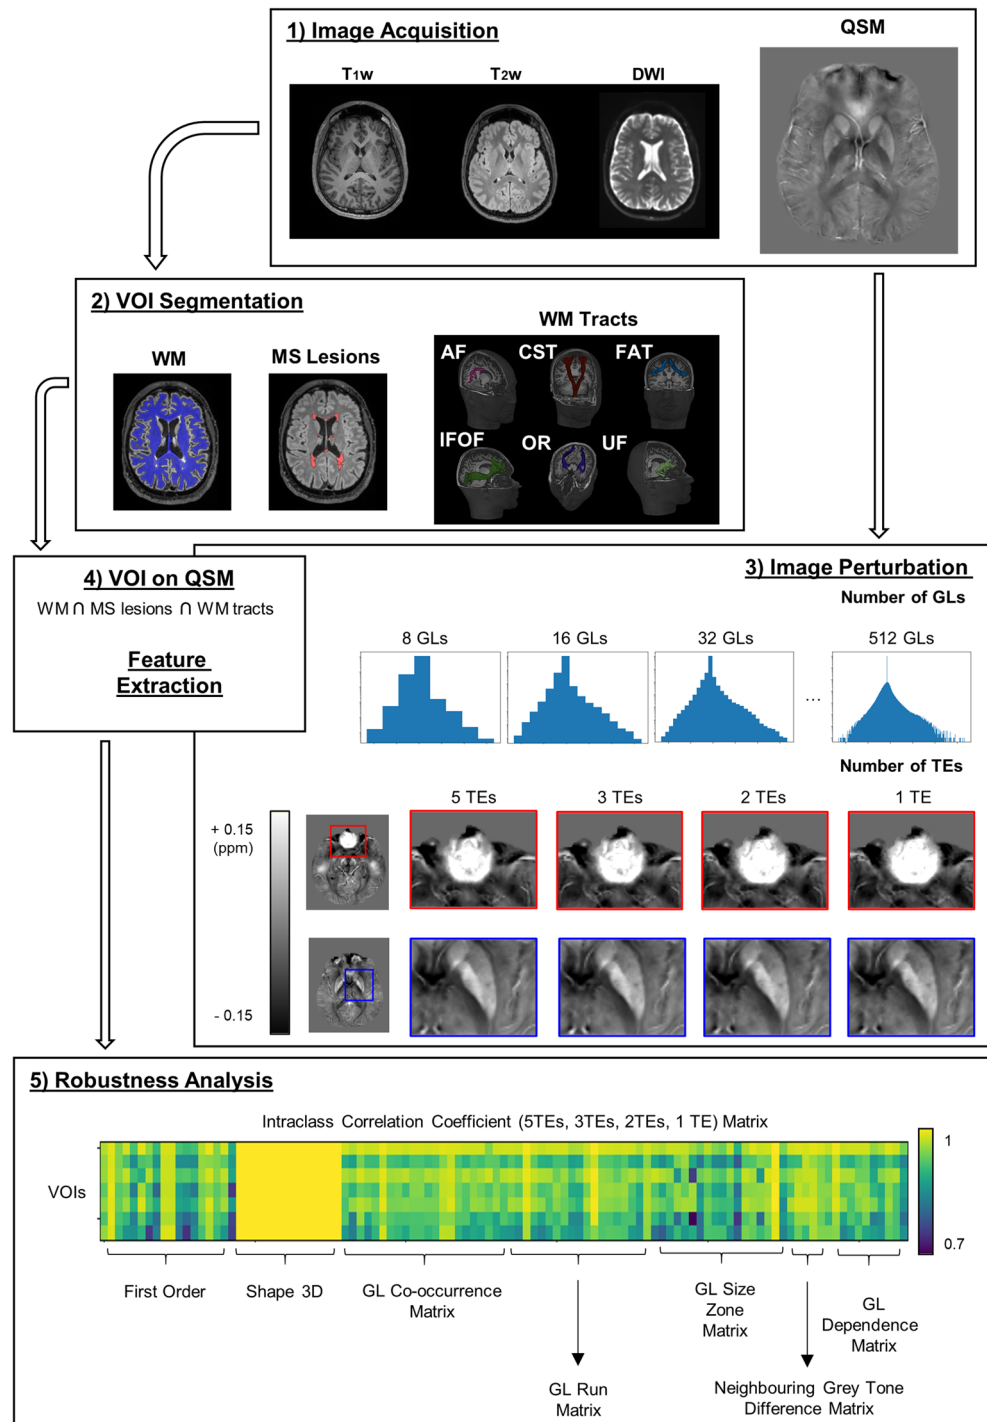 1) Image Acquisition
QSM
T1w
T2w
DWI
2) VOI Segmentation
WM Tracts
WM
MS Lesions
AF
CST
FAT
IFOF
OR
UF
3) Image Perturbation
4) VOI on QSM
WM ∩ MS lesions ∩ WM tracts
Feature
Extraction
Number of GLs
8 GLs
16 GLs
32 GLs
512 GLs
...
Number of TEs
5 TEs
3 TEs
2 TEs
1 TE
+ 0.15
(ppm)
- 0.15
5) Robustness Analysis
Intraclass Correlation Coefficient (5TEs, 3TEs, 2TEs, 1 TE) Matrix
1
VOIs
0.7
First Order
Shape 3D
GL Co-occurrence
Matrix
GL Size
Zone
Matrix
GL
Dependence
Matrix
GL Run
Matrix
Neighbouring Grey Tone
Difference Matrix